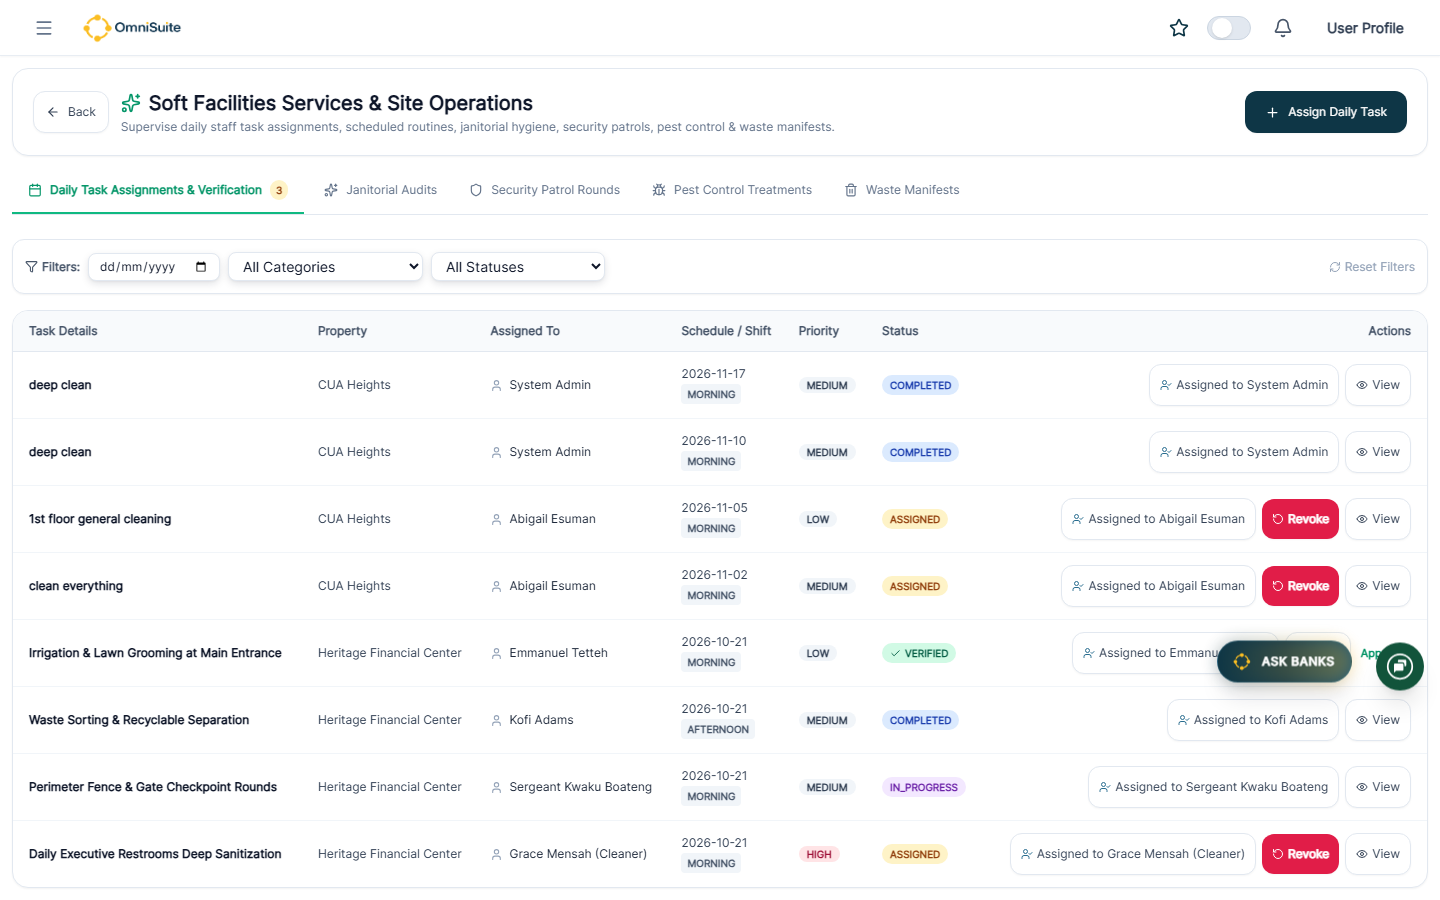 OmniSuite
User Profile
Back
Soft Facilities Services & Site Operations
Supervise daily staff task assignments, scheduled routines, janitorial hygiene, security patrols, pest control & waste manifests.
Assign Daily Task
Daily Task Assignments & Verification 3
Janitorial Audits
Security Patrol Rounds
Pest Control Treatments
Waste Manifests
Filters: dd/mm/yyyy All Categories All Statuses Reset Filters
Task Details Property Assigned To Schedule / Shift Priority Status Actions
deep clean CUA Heights System Admin 2026-11-17 MORNING MEDIUM COMPLETED Assigned to System Admin View
deep clean CUA Heights System Admin 2026-11-10 MORNING MEDIUM COMPLETED Assigned to System Admin View
1st floor general cleaning CUA Heights Abigail Esuman 2026-11-05 MORNING LOW ASSIGNED Assigned to Abigail Esuman Revoke View
clean everything CUA Heights Abigail Esuman 2026-11-02 MORNING MEDIUM ASSIGNED Assigned to Abigail Esuman Revoke View
Irrigation & Lawn Grooming at Main Entrance Heritage Financial Center Emmanuel Tetteh 2026-10-21 MORNING LOW VERIFIED Assigned to
ASK BANKS
Waste Sorting & Recyclable Separation Heritage Financial Center Kofi Adams 2026-10-21 AFTERNOON MEDIUM COMPLETED Assigned to Kofi Adams View
Perimeter Fence & Gate Checkpoint Rounds Heritage Financial Center Sergeant Kwaku Boateng 2026-10-21 MORNING MEDIUM IN_PROGRESS Assigned to Sergeant Kwaku Boateng View
Daily Executive Restrooms Deep Sanitization Heritage Financial Center Grace Mensah (Cleaner) 2026-10-21 MORNING HIGH ASSIGNED Assigned to Grace Mensah (Cleaner) Revoke View